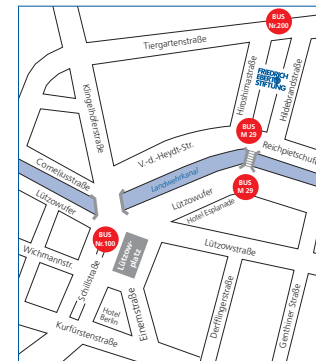 BUS
Nr.200
Tiergartenstraße
Klingelhöferstraße
Hiroshimastraße
FRIEDRICH
EBERT
STIFTUNG
Hildebrandstraße
BUS
M 29
V.-d.-Heydt-Str.
Reichpietschufer
Corneliusstraße
Landwehrkanal
BUS
M 29
Lützowufer
Lützowufer
Hotel Esplanade
BUS
Nr.100
Lützow-
platz
Lützowstraße
Wichmannstr.
Schillstraße
Hotel
Berlin
Einemstraße
Derfflingerstraße
Genthiner Straße
Kurfürstenstraße